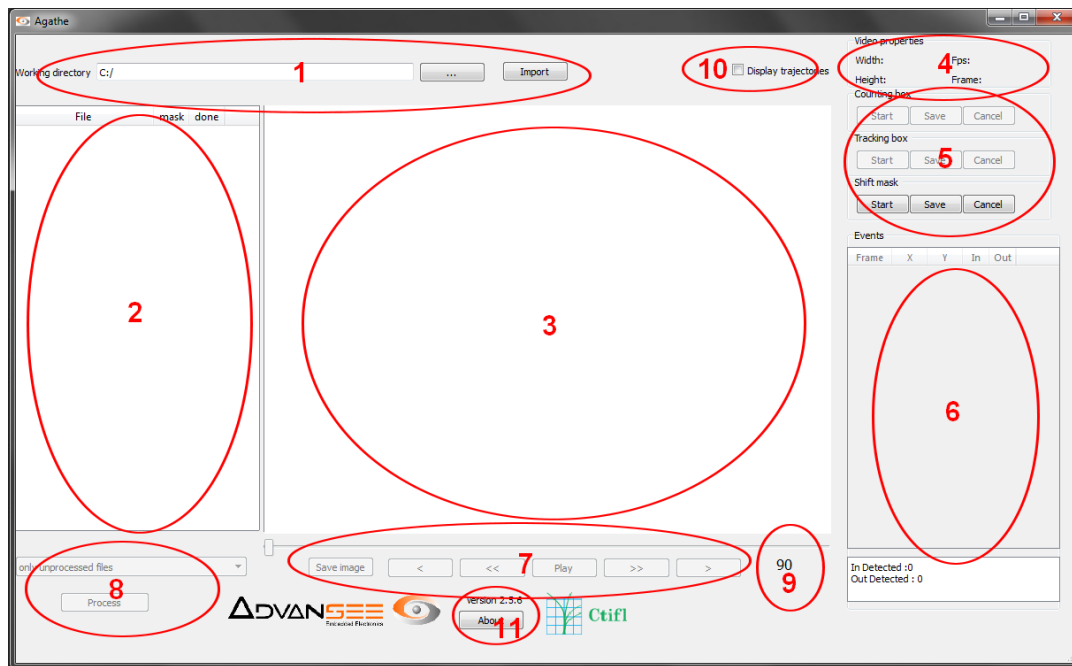 Agathe
Working directory C:/ ... Import
1
10
Display trajectories
Video properties
Width: Fps:
4
Height: Frame:
Counting box
Start Save Cancel
Tracking box
Start Save Cancel
5
Shift mask
Start Save Cancel
File mask done
2
3
Events
Frame X Y In Out
6
only unprocessed files
8
Process
Save image < << Play >> >
7
90
9
In Detected :0
Out Detected : 0
ADVANSEE
Embedded Electronics
Version 2.5.6
About
11
Ctifl